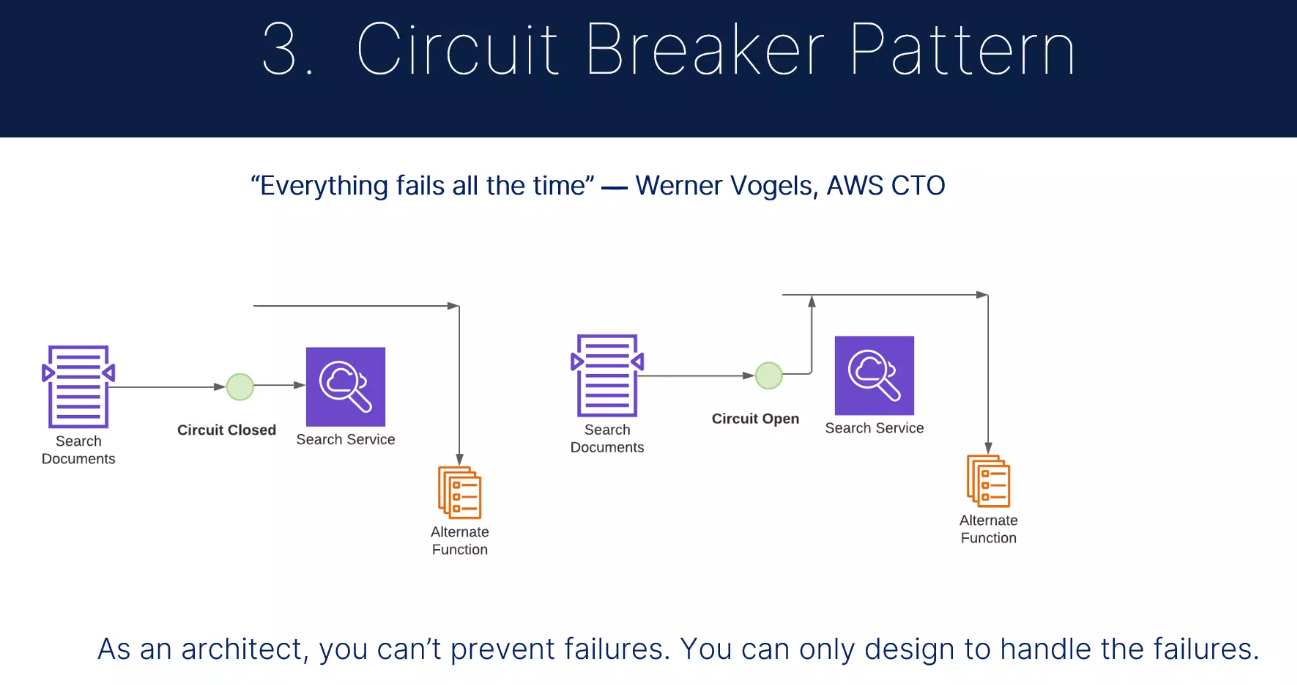 3. Circuit Breaker Pattern
“Everything fails all the time” — Werner Vogels, AWS CTO
Search
Documents
Circuit Closed
Search Service
Alternate
Function
Search
Documents
Circuit Open
Search Service
Alternate
Function
As an architect, you can’t prevent failures. You can only design to handle the failures.